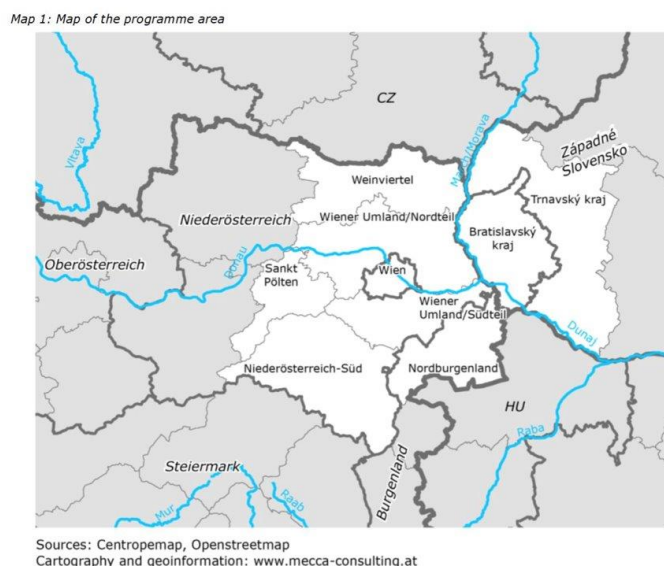 Map 1: Map of the programme area
CZ
Vltava
March/Morava
Západné
Slovensko
Weinviertel
Trnavský kraj
Niederösterreich
Wiener Umland/Nordteil
Bratislavský
kraj
Donau
Oberösterreich
Sankt
Pölten
Wien
Wiener
Umland/Südteil
Dunaj
Niederösterreich-Süd
Nordburgenland
HU
Raba
Steiermark
Burgenland
Mur
Raab
Sources: Centropemap, Openstreetmap
Cartography and geoinformation: www.mecca-consulting.at